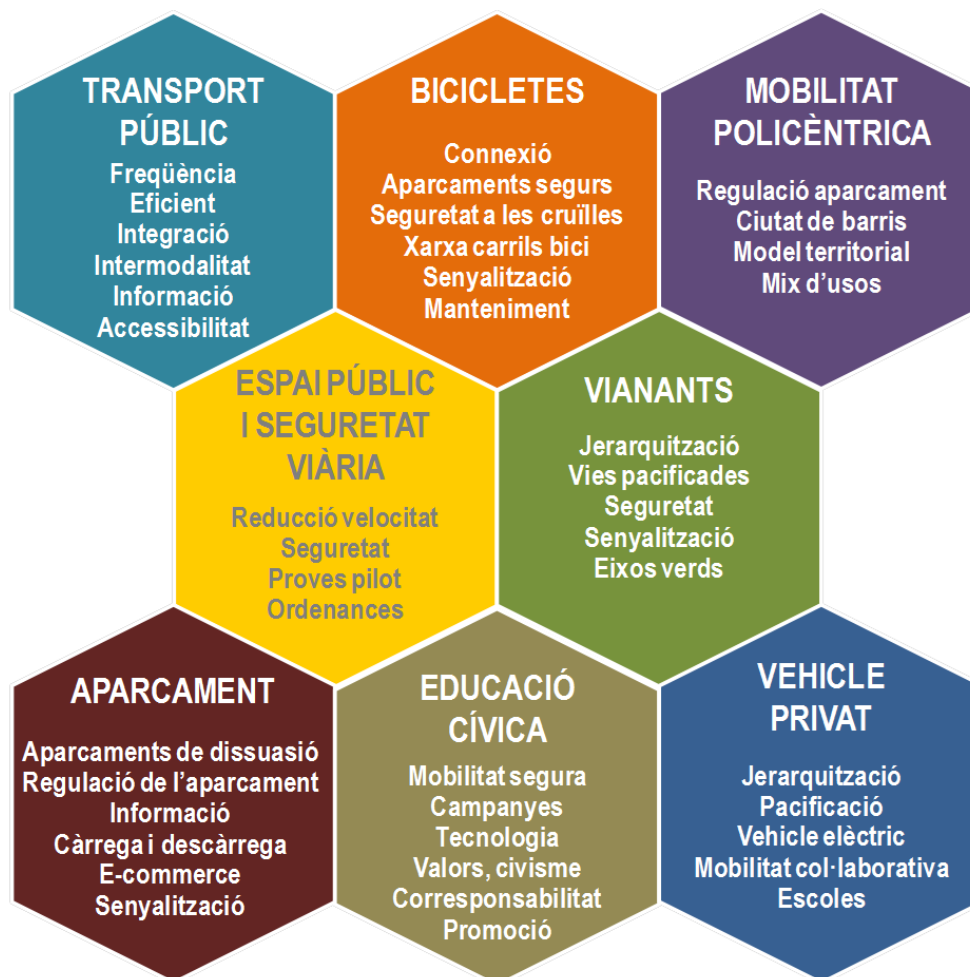 TRANSPORT
PÚBLIC
Freqüència
Eficient
Integració
Intermodalitat
Informació
Accessibilitat
BICICLETES
Connexió
Aparcaments segurs
Seguretat a les cruïlles
Xarxa carrils bici
Senyalització
Manteniment
MOBILITAT
POLICÈNTRICA
Regulació aparcament
Ciutat de barris
Model territorial
Mix d'usos
ESPAI PÚBLIC
I SEGURETAT
VIÀRIA
Reducció velocitat
Seguretat
Proves pilot
Ordenances
VIANANTS
Jerarquització
Vies pacificades
Seguretat
Senyalització
Eixos verds
APARCAMENT
Aparcaments de dissuasió
Regulació de l'aparcament
Informació
Càrrega i descàrrega
E-commerce
Senyalització
EDUCACIÓ
CÍVICA
Mobilitat segura
Campanyes
Tecnologia
Valors, civisme
Corresponsabilitat
Promoció
VEHICLE
PRIVAT
Jerarquització
Pacificació
Vehicle elèctric
Mobilitat col·laborativa
Escoles